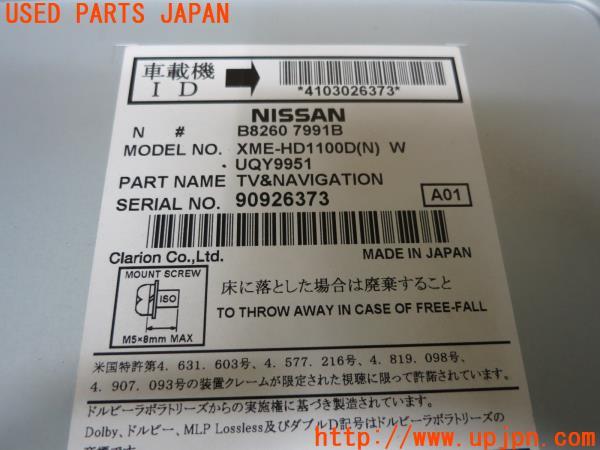 USED PARTS JAPAN
車載機
ID
*4103026373*
NISSAN
N # B8260 7991B
MODEL NO. XME-HD1100D(N) W
UQY9951
PART NAME TV&NAVIGATION
SERIAL NO. 90926373
A01
Clarion Co.,Ltd. MADE IN JAPAN
MOUNT SCREW
ISO
M5×8mm MAX
床に落とした場合は廃棄すること
TO THROW AWAY IN CASE OF FREE-FALL
米国特許第4. 631. 603号、4. 577. 216号、4. 819. 098号、
4. 907. 093号の装置クレームが限定された視聴に限って許諾されています。
ドルビーラボラトリーズからの実施権に基づき製造されています。
Dolby、ドルビー、MLP Lossless及びダブルD記号はドルビーラボラトリーズの
商標です
http://www.upjpn.com